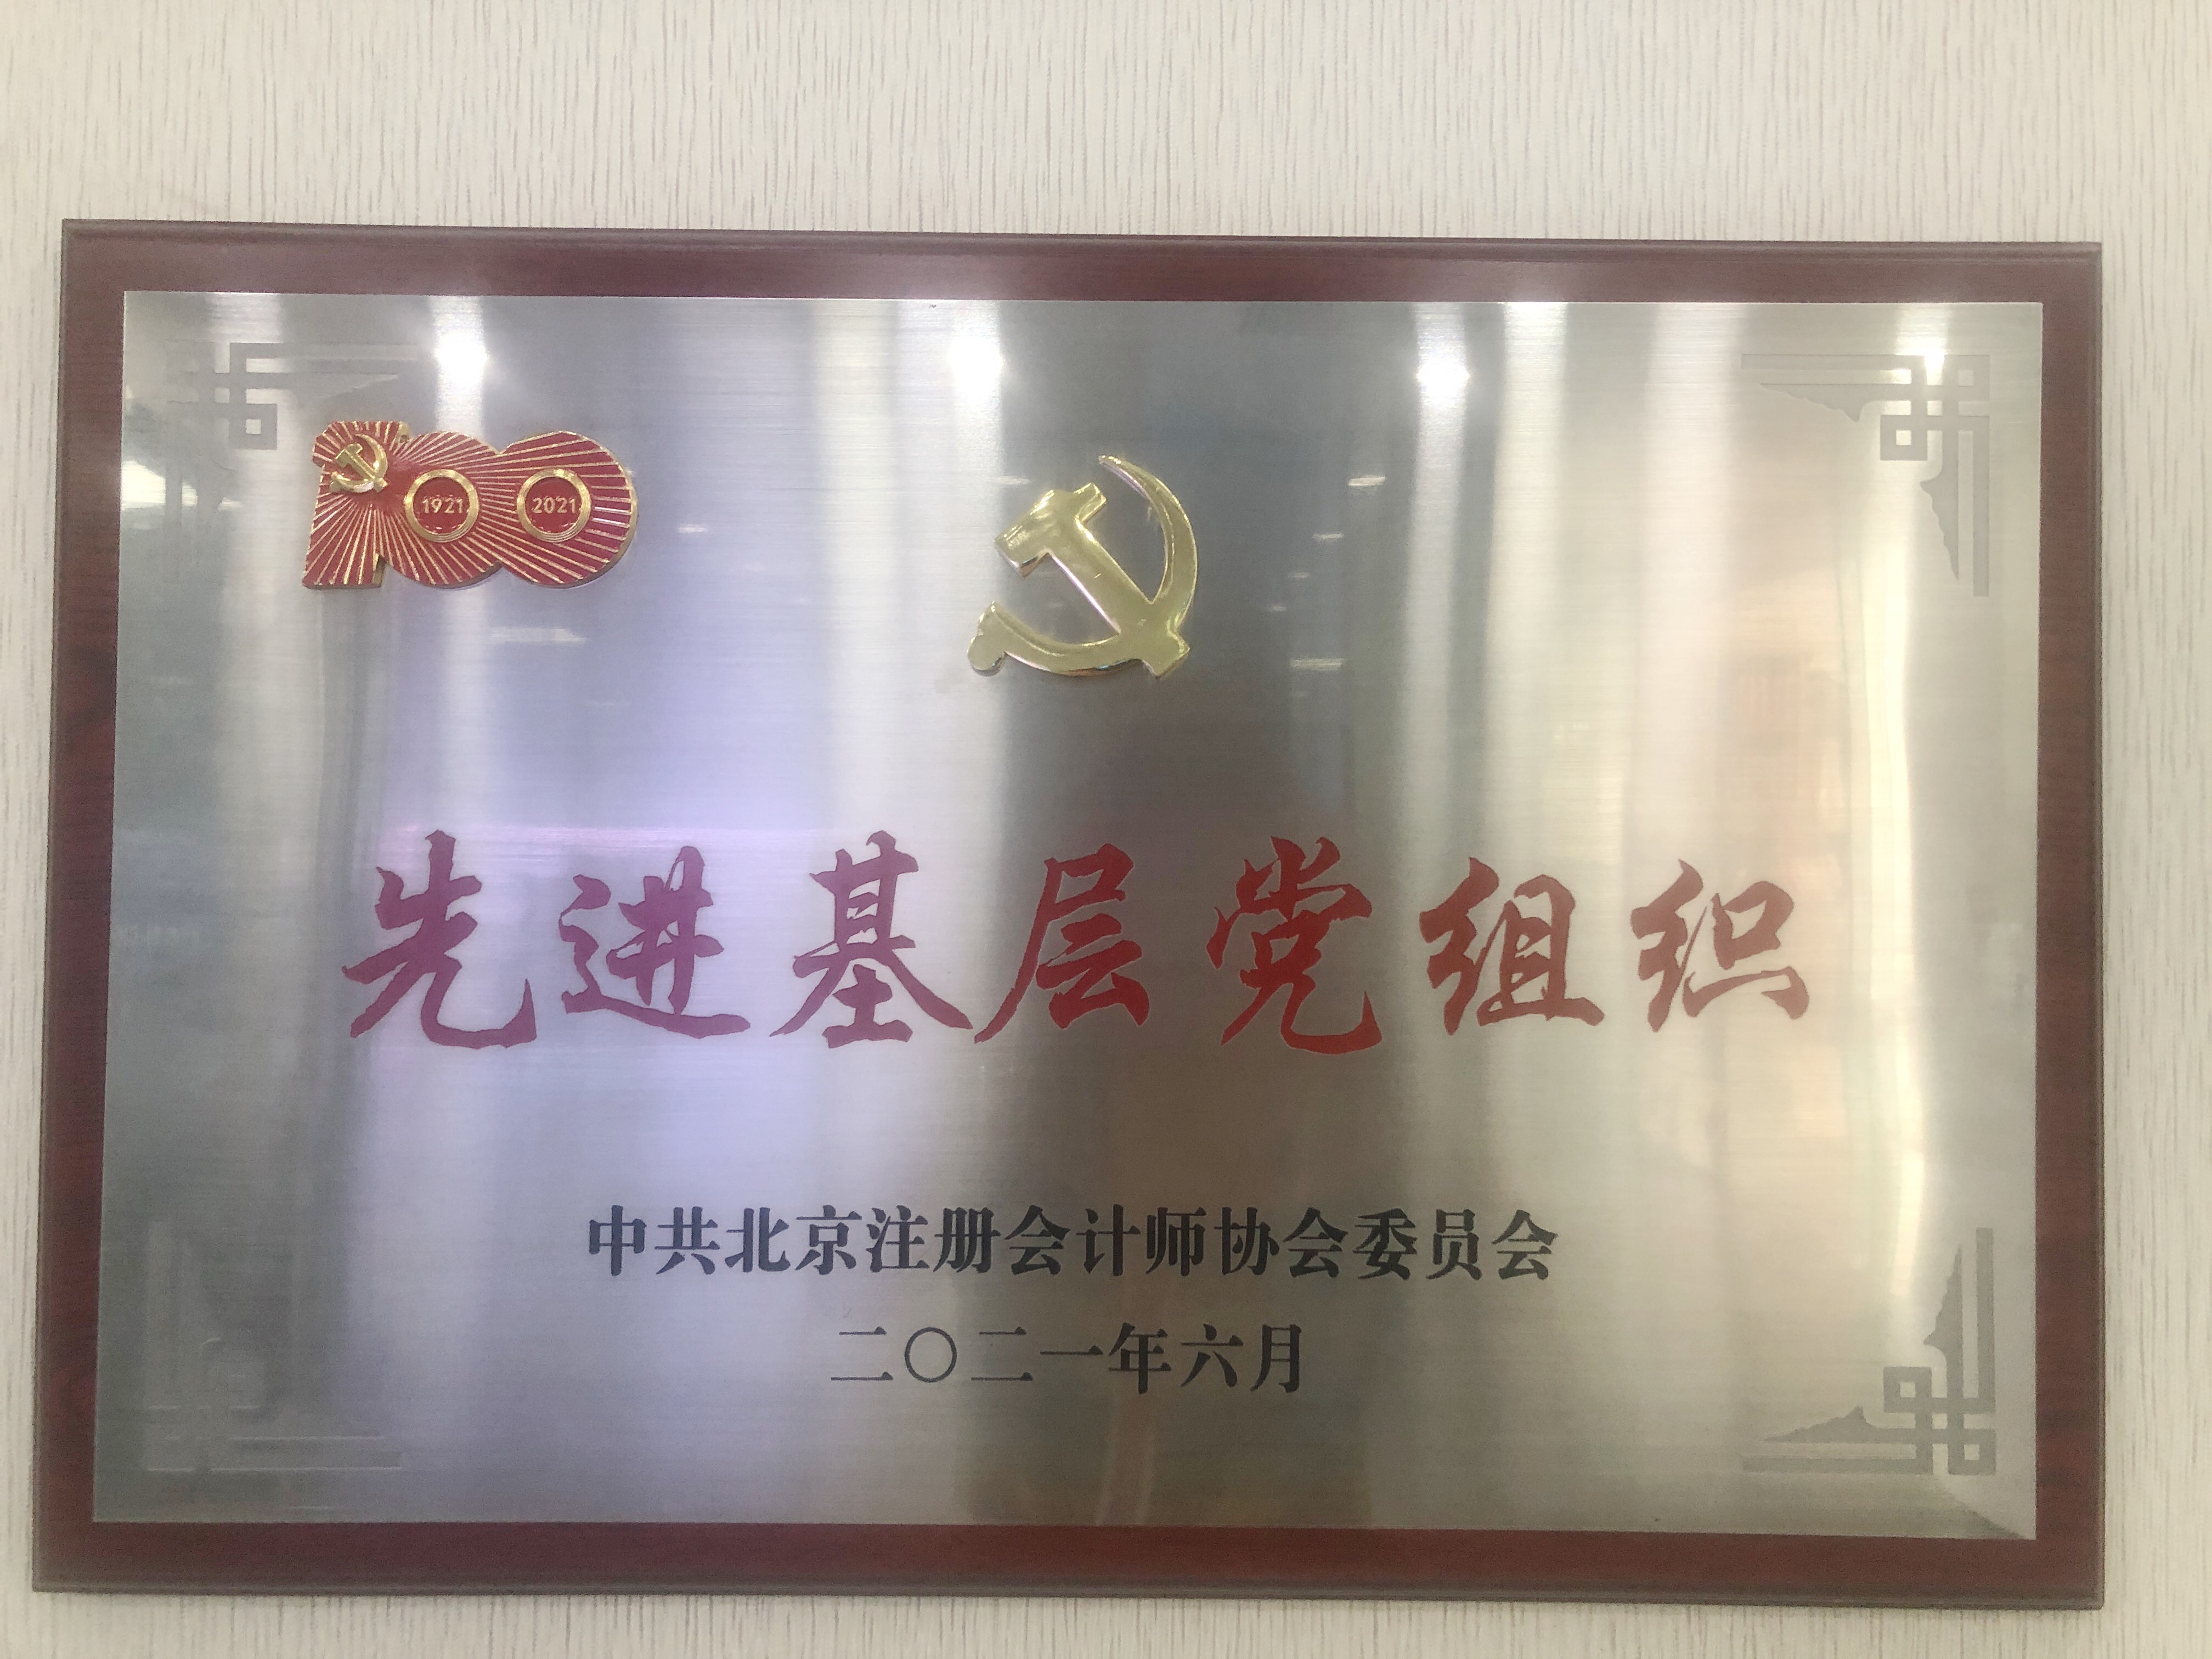 100
1921 2021
先进基层党组织
中共北京注册会计师协会委员会
二〇二一年六月